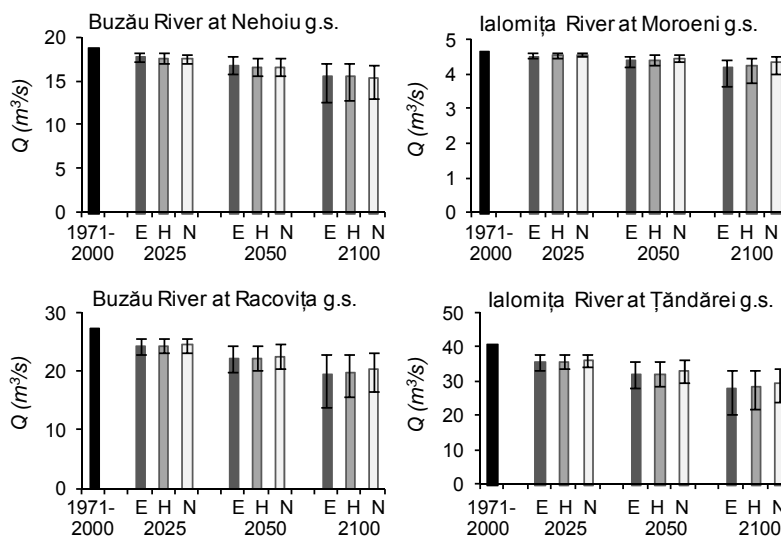 Buzău River at Nehoiu g.s.
Q (m³/s)
20
15
10
5
0
1971-
2000
E H N
2025
E H N
2050
E H N
2100
Ialomița River at Moroeni g.s.
Q (m³/s)
5
4
3
2
1
0
1971-
2000
E H N
2025
E H N
2050
E H N
2100
Buzău River at Racovița g.s.
Q (m³/s)
30
20
10
0
1971-
2000
E H N
2025
E H N
2050
E H N
2100
Ialomița River at Țăndărei g.s.
Q (m³/s)
50
40
30
20
10
0
1971-
2000
E H N
2025
E H N
2050
E H N
2100